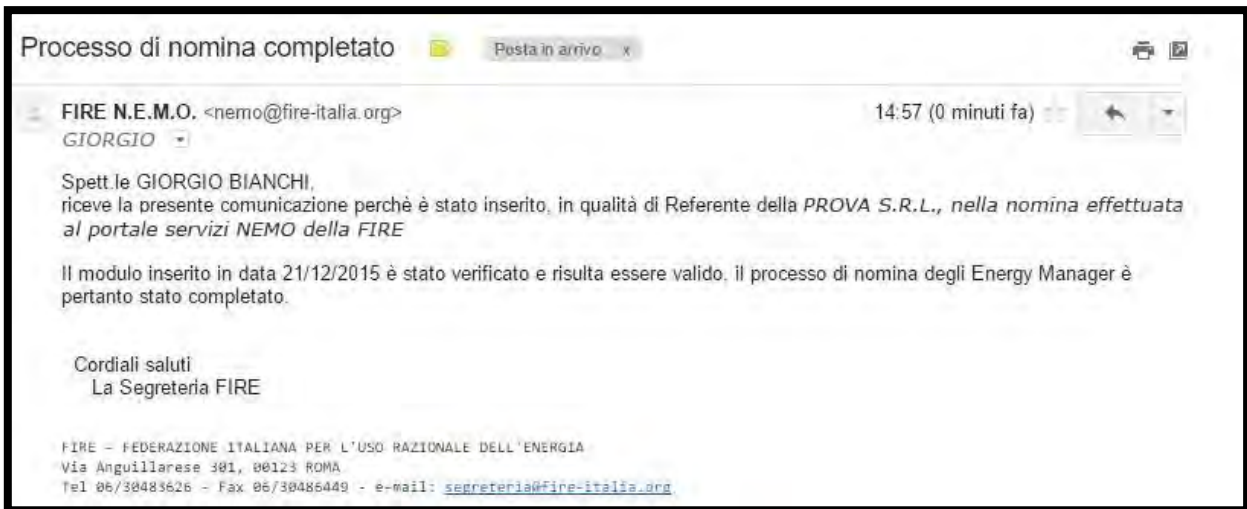 Processo di nomina completato Posta in arrivo x
FIRE N.E.M.O. <nemo@fire-italia.org> 14:57 (0 minuti fa)
GIORGIO
Spett.le GIORGIO BIANCHI,
riceve la presente comunicazione perchè è stato inserito, in qualità di Referente della PROVA S.R.L., nella nomina effettuata
al portale servizi NEMO della FIRE
Il modulo inserito in data 21/12/2015 è stato verificato e risulta essere valido, il processo di nomina degli Energy Manager è
pertanto stato completato.
Cordiali saluti
La Segreteria FIRE
FIRE – FEDERAZIONE ITALIANA PER L'USO RAZIONALE DELL'ENERGIA
Via Anguillarese 301, 00123 ROMA
Tel 06/30483626 - Fax 06/30486449 - e-mail: segreteria@fire-italia.org